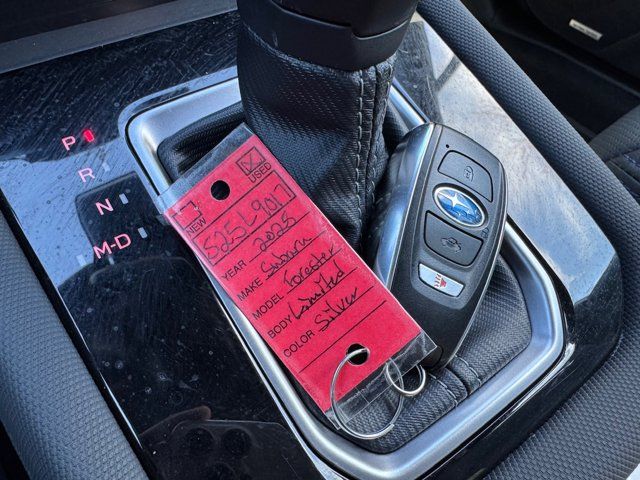 P
R
N
M-D
NEW
USED
S25L9017
YEAR 2025
MAKE Subaru
MODEL Forester
BODY Limited
COLOR Silver